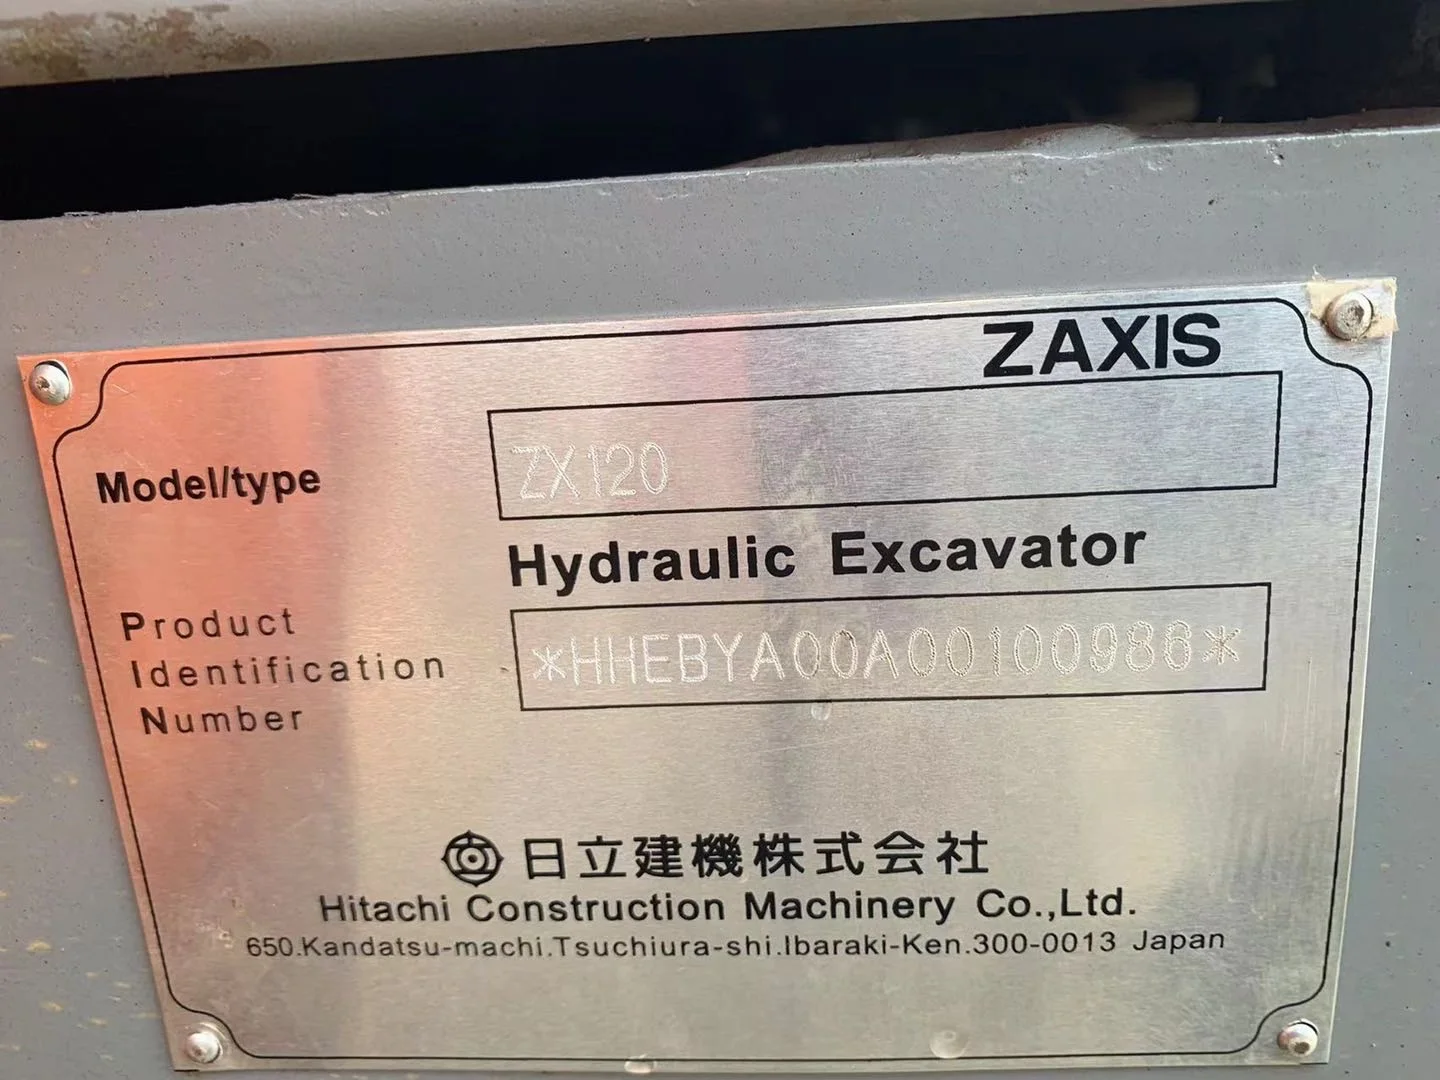 ZAXIS
Model/type ZX120
Hydraulic Excavator
Product
Identification
Number
*HHEBYA00A00100986*
日立建機株式会社
Hitachi Construction Machinery Co.,Ltd.
650.Kandatsu-machi.Tsuchiura-shi.Ibaraki-Ken.300-0013 Japan